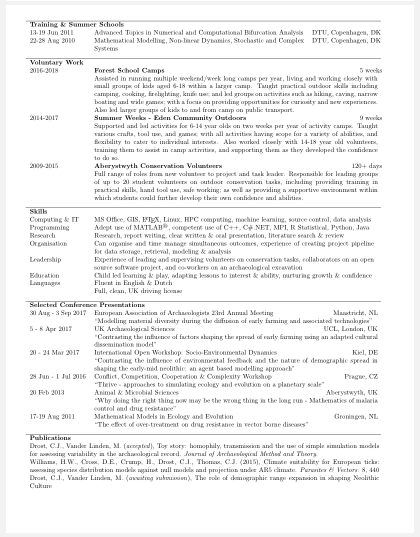 Training & Summer Schools
13-19 Jun 2011 Advanced Topics in Numerical and Computational Bifurcation Analysis DTU, Copenhagen, DK
22-28 Aug 2010 Mathematical Modelling, Non-linear Dynamics, Stochastic and Complex DTU, Copenhagen, DK
Systems
Voluntary Work
2016-2018 Forest School Camps 5 weeks
Assisted in running multiple weekend/week long camps per year, living and working closely with
small groups of kids aged 6-18 within a larger camp. Taught practical outdoor skills including
camping, cooking, firelighting, knife use; and led groups on activities such as hiking, caving, narrow
boating and wide games; with a focus on providing opportunities for curiosity and new experiences.
Also led larger groups of kids to and from camp on public transport.
2014-2017 Summer Weeks - Eden Community Outdoors 9 weeks
Supported and led activities for 6-14 year olds on two weeks per year of activity camps. Taught
various crafts, tool use, and games; with all activities having scope for a variety of abilities, and
flexibility to cater to individual interests. Also worked closely with 14-18 year old volunteers,
training them to assist in camp activities, and supporting them as they developed the confidence
to do so.
2009-2015 Aberystwyth Conservation Volunteers 120+ days
Full range of roles from new volunteer to project and task leader. Responsible for leading groups
of up to 20 student volunteers on outdoor conservation tasks, including providing training in
practical skills, hand tool use, safe working; as well as providing a supportive environment within
which students could further develop their own confidence and abilities.
Skills
Computing & IT MS Office, GIS, LATEX, Linux, HPC computing, machine learning, source control, data analysis
Programming Adept use of MATLAB®, competent use of C++, C#.NET, MPI, R Statistical, Python, Java
Research Research, report writing, clear written & oral presentation, literature search & review
Organisation Can organise and time manage simultaneous outcomes, experience of creating project pipeline
for data storage, retrieval, modeling & analysis
Leadership Experience of leading and supervising volunteers on conservation tasks, collaborators on an open
source software project, and co-workers on an archaeological excavation
Education Child led learning & play, adapting lessons to interest & ability, nurturing growth & confidence
Languages Fluent in English & Dutch
Full, clean, UK driving license
Selected Conference Presentations
30 Aug - 3 Sep 2017 European Association of Archaeologists 23rd Annual Meeting Maastricht, NL
"Modelling material diversity during the diffusion of early farming and associated technologies"
5 - 8 Apr 2017 UK Archaeological Sciences UCL, London, UK
"Contrasting the influence of factors shaping the spread of early farming using an adapted cultural
dissemination model"
20 - 24 Mar 2017 International Open Workshop: Socio-Environmental Dynamics Kiel, DE
"Contrasting the influence of environmental feedback and the nature of demographic spread in
shaping the early-mid neolithic: an agent based modelling approach"
28 Jun - 1 Jul 2016 Conflict, Competition, Cooperation & Complexity Workshop Prague, CZ
"Thrive - approaches to simulating ecology and evolution on a planetary scale"
20 Feb 2013 Animal & Microbial Sciences Aberystwyth, UK
"Why doing the right thing now may be the wrong thing in the long run - Mathematics of malaria
control and drug resistance"
17-19 Aug 2011 Mathematical Models in Ecology and Evolution Groningen, NL
"The effect of over-treatment on drug resistance in vector borne diseases"
Publications
Drost, C.J., Vander Linden, M. (accepted), Toy story: homophily, transmission and the use of simple simulation models
for assessing variability in the archaeological record. Journal of Archaeological Method and Theory.
Williams, H.W., Cross, D.E., Crump, H., Drost, C.J., Thomas, C.J. (2015), Climate suitability for European ticks:
assessing species distribution models against null models and projection under AR5 climate. Parasites & Vectors. 8, 440
Drost, C.J., Vander Linden, M. (awaiting submission), The role of demographic range expansion in shaping Neolithic
Culture